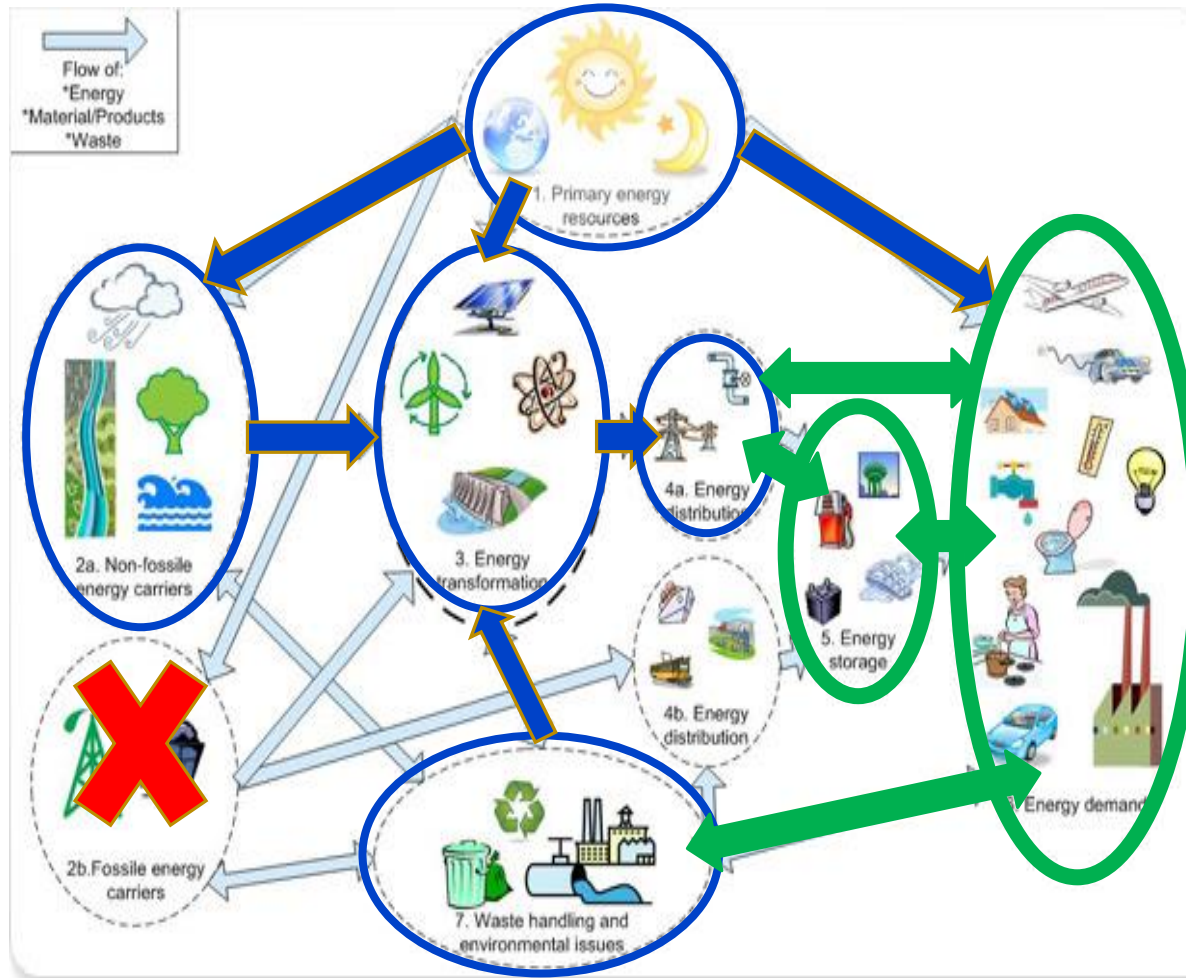 Flow of:
*Energy
*Material/Products
*Waste
1. Primary energy
resources
2a. Non-fossile
energy carriers
3. Energy
transformation
4a. Energy
distribution
5. Energy
storage
4b. Energy
distribution
Energy demand
2b.Fossile energy
carriers
7. Waste handling and
environmental issues